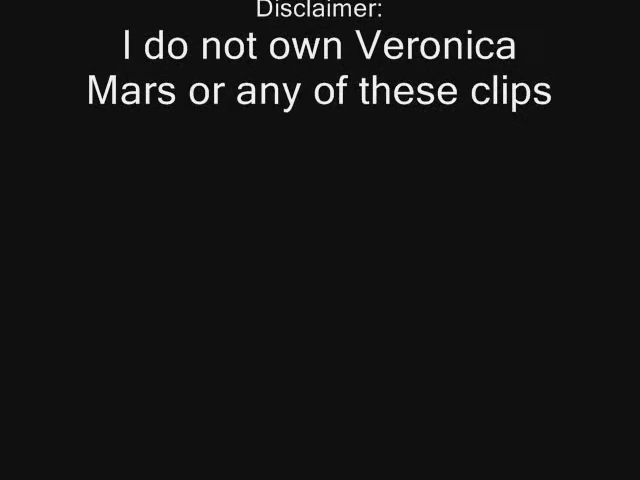 Disclaimer:
I do not own Veronica
Mars or any of these clips